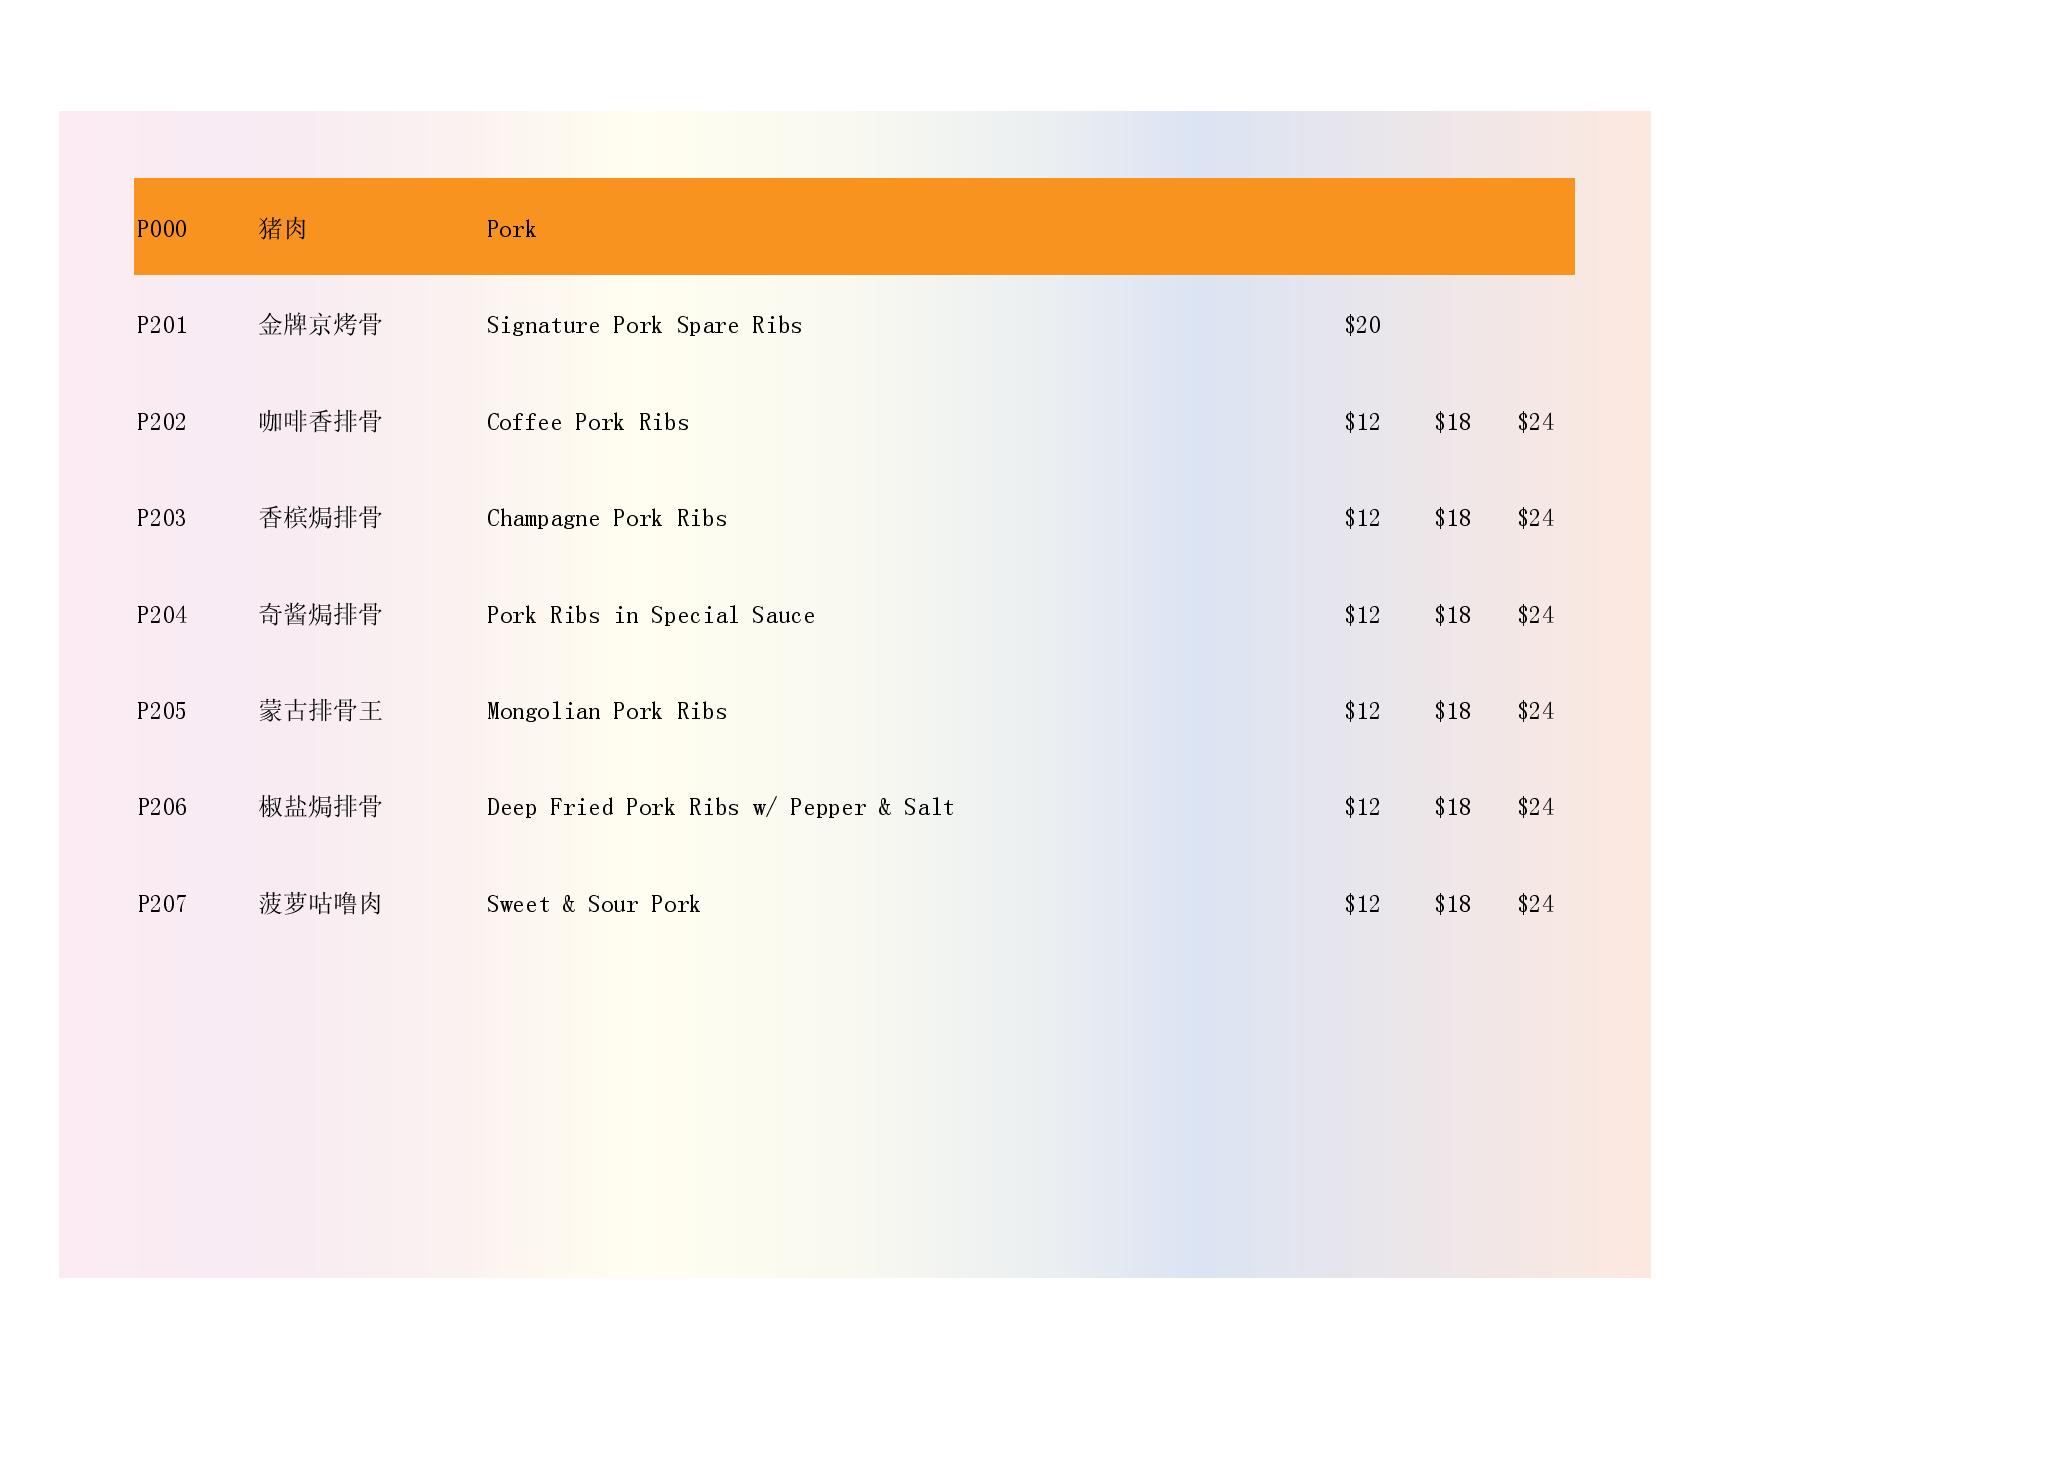 P000 猪肉 Pork
P201 金牌京烤骨 Signature Pork Spare Ribs $20
P202 咖啡香排骨 Coffee Pork Ribs $12 $18 $24
P203 香槟焗排骨 Champagne Pork Ribs $12 $18 $24
P204 奇酱焗排骨 Pork Ribs in Special Sauce $12 $18 $24
P205 蒙古排骨王 Mongolian Pork Ribs $12 $18 $24
P206 椒盐焗排骨 Deep Fried Pork Ribs w/ Pepper & Salt $12 $18 $24
P207 菠萝咕噜肉 Sweet & Sour Pork $12 $18 $24